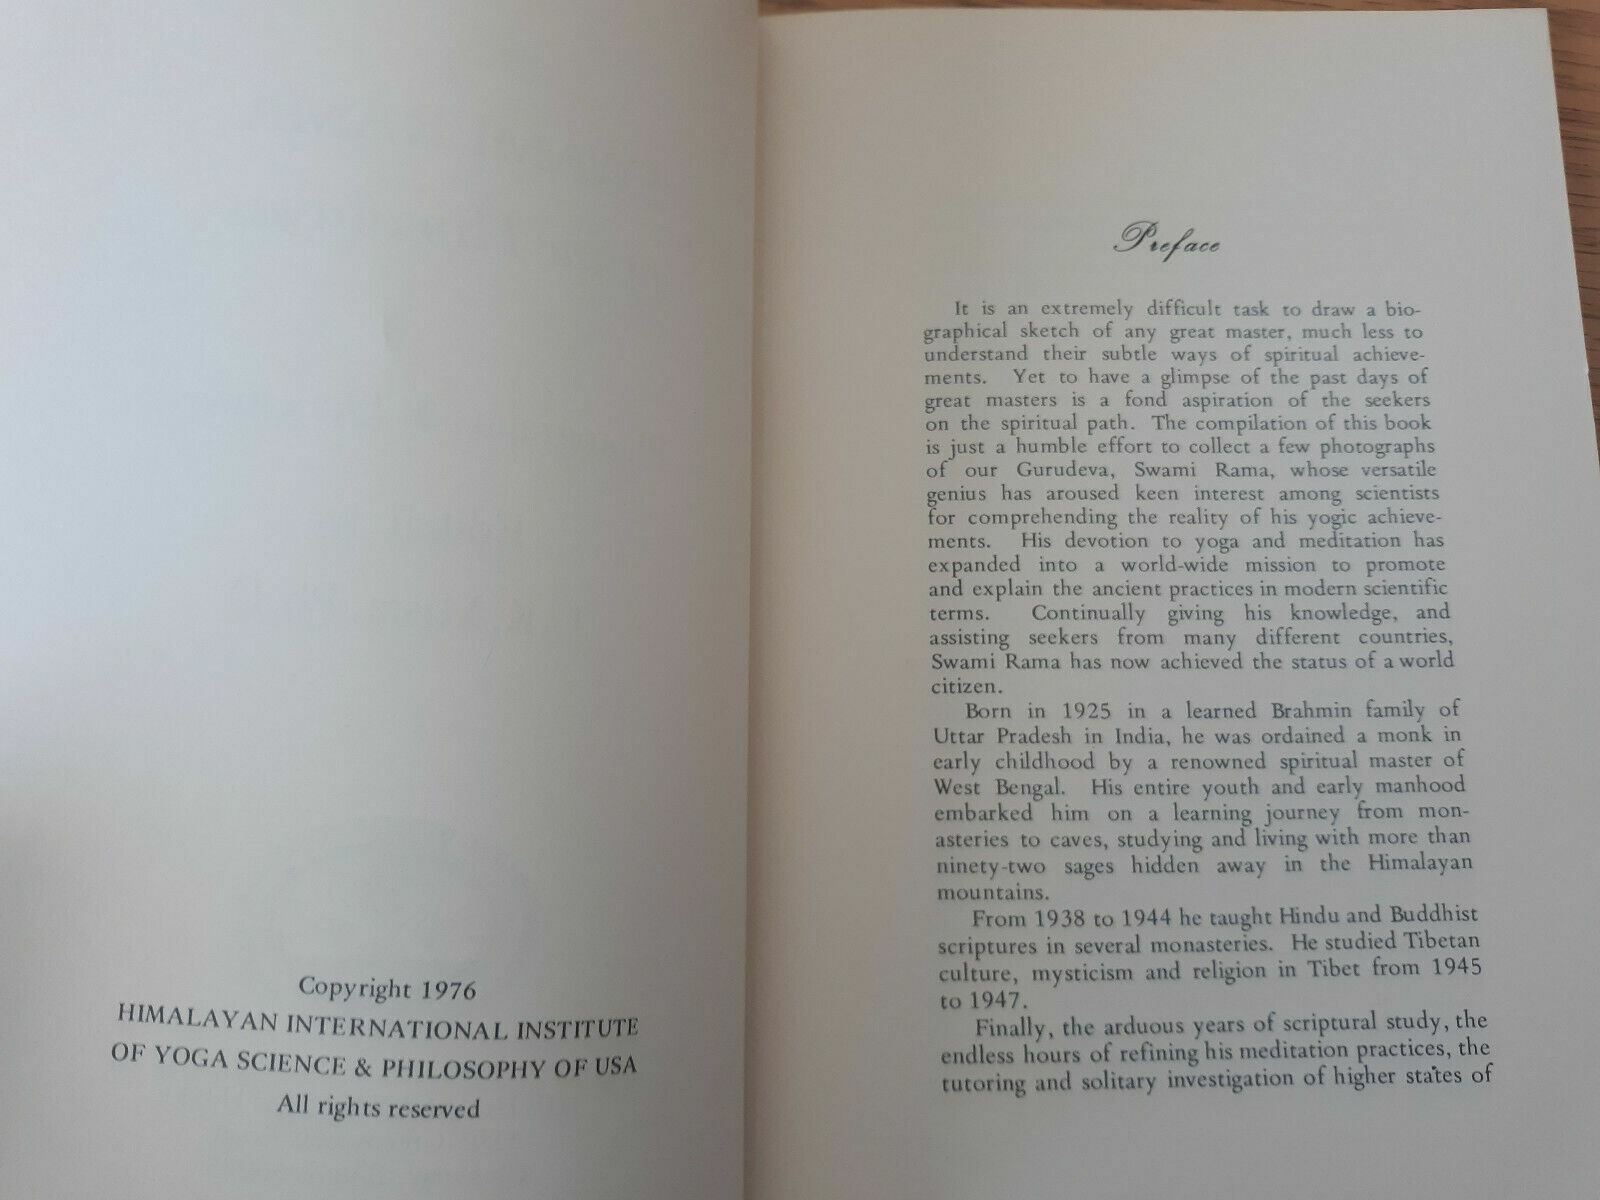 Copyright 1976
HIMALAYAN INTERNATIONAL INSTITUTE
OF YOGA SCIENCE & PHILOSOPHY OF USA
All rights reserved
Preface
It is an extremely difficult task to draw a bio-
graphical sketch of any great master, much less to
understand their subtle ways of spiritual achieve-
ments. Yet to have a glimpse of the past days of
great masters is a fond aspiration of the seekers
on the spiritual path. The compilation of this book
is just a humble effort to collect a few photographs
of our Gurudeva, Swami Rama, whose versatile
genius has aroused keen interest among scientists
for comprehending the reality of his yogic achieve-
ments. His devotion to yoga and meditation has
expanded into a world-wide mission to promote
and explain the ancient practices in modern scientific
terms. Continually giving his knowledge, and
assisting seekers from many different countries,
Swami Rama has now achieved the status of a world
citizen.
Born in 1925 in a learned Brahmin family of
Uttar Pradesh in India, he was ordained a monk in
early childhood by a renowned spiritual master of
West Bengal. His entire youth and early manhood
embarked him on a learning journey from mon-
asteries to caves, studying and living with more than
ninety-two sages hidden away in the Himalayan
mountains.
From 1938 to 1944 he taught Hindu and Buddhist
scriptures in several monasteries. He studied Tibetan
culture, mysticism and religion in Tibet from 1945
to 1947.
Finally, the arduous years of scriptural study, the
endless hours of refining his meditation practices, the
tutoring and solitary investigation of higher states of